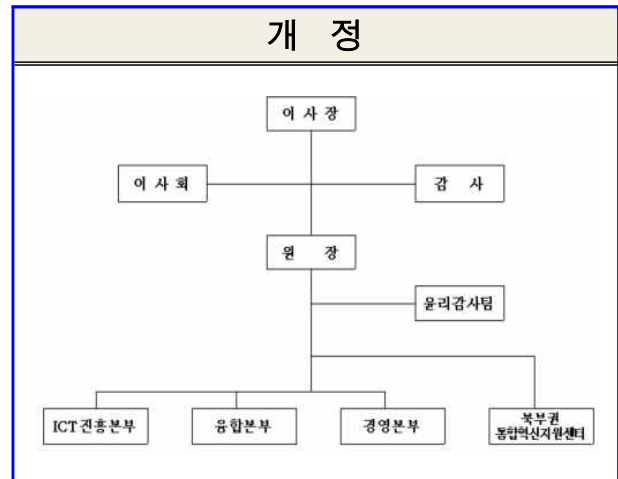 개 정
이 사 장
이 사 회
감 사
원 장
윤리감사팀
ICT진흥본부
융합본부
경영본부
북부권
통합혁신지원센터